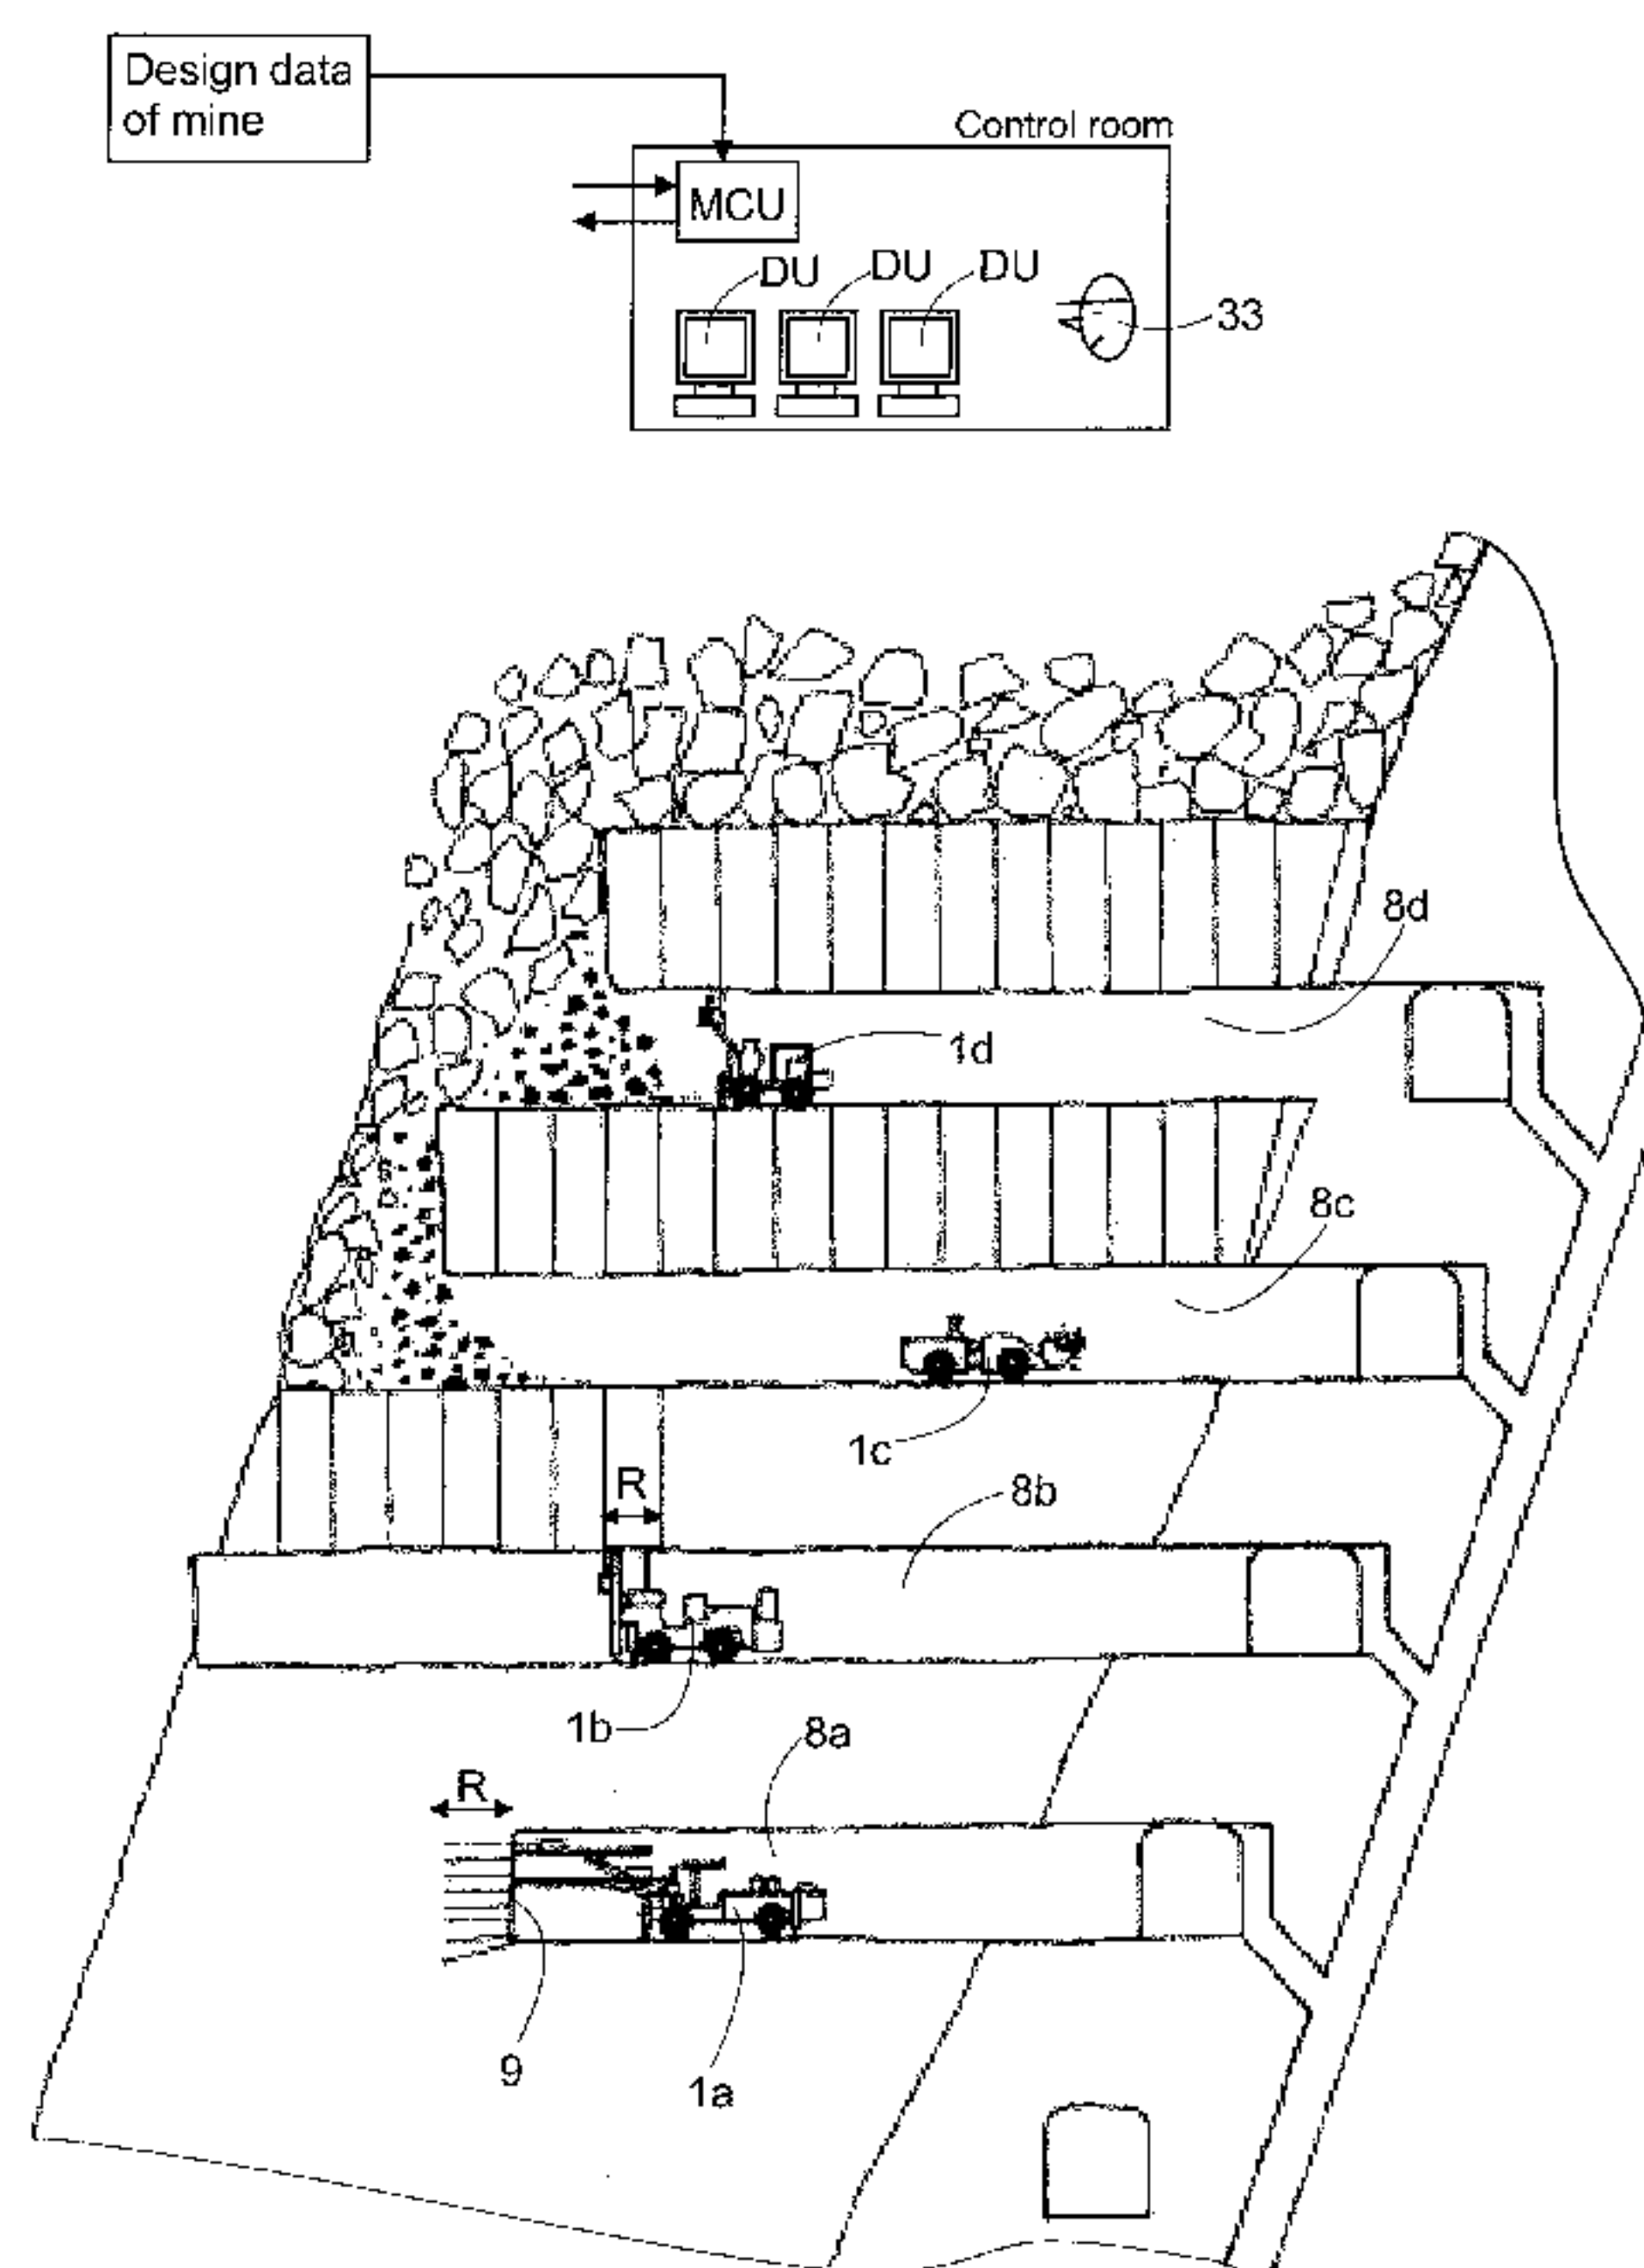 Design data
of mine
Control room
MCU
DU
DU
DU
33
8d
1d
8c
1c
R
8b
1b
8a
R
9
1a